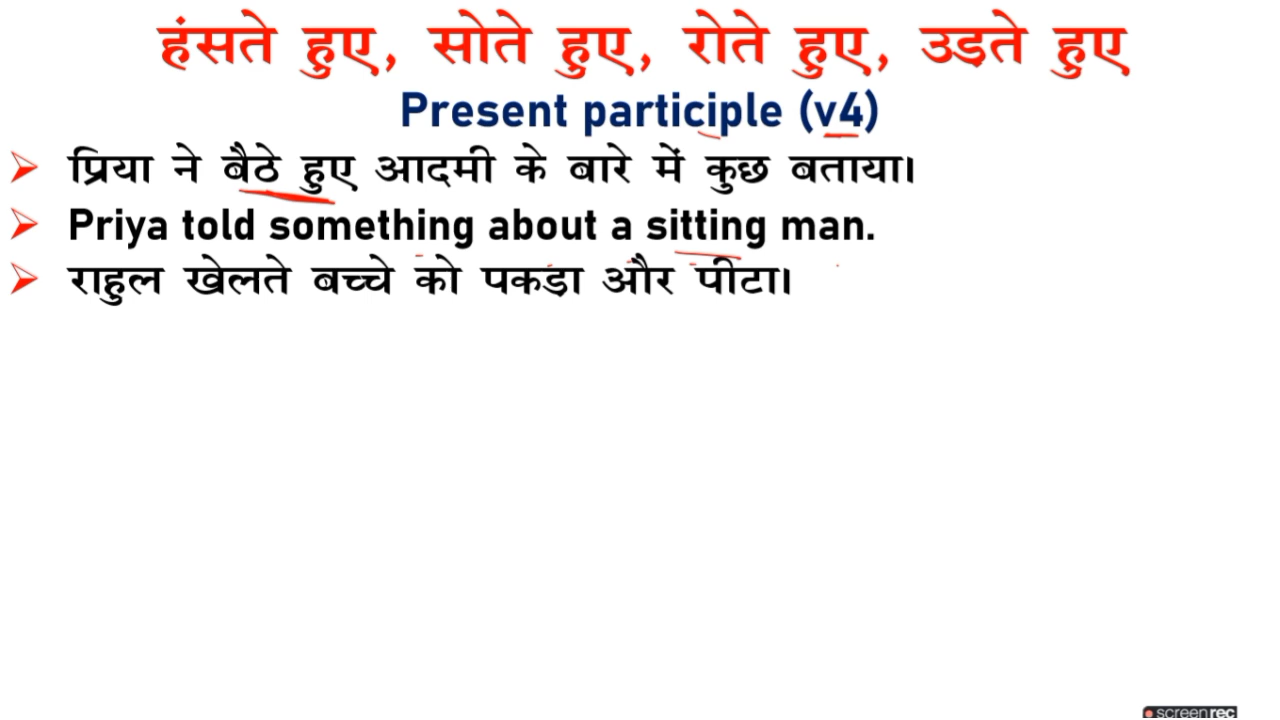 हंसते हुए, सोते हुए, रोते हुए, उड़ते हुए
Present participle (v4)
प्रिया ने बैठे हुए आदमी के बारे में कुछ बताया।
Priya told something about a sitting man.
राहुल खेलते बच्चे को पकड़ा और पीटा।
screenrec